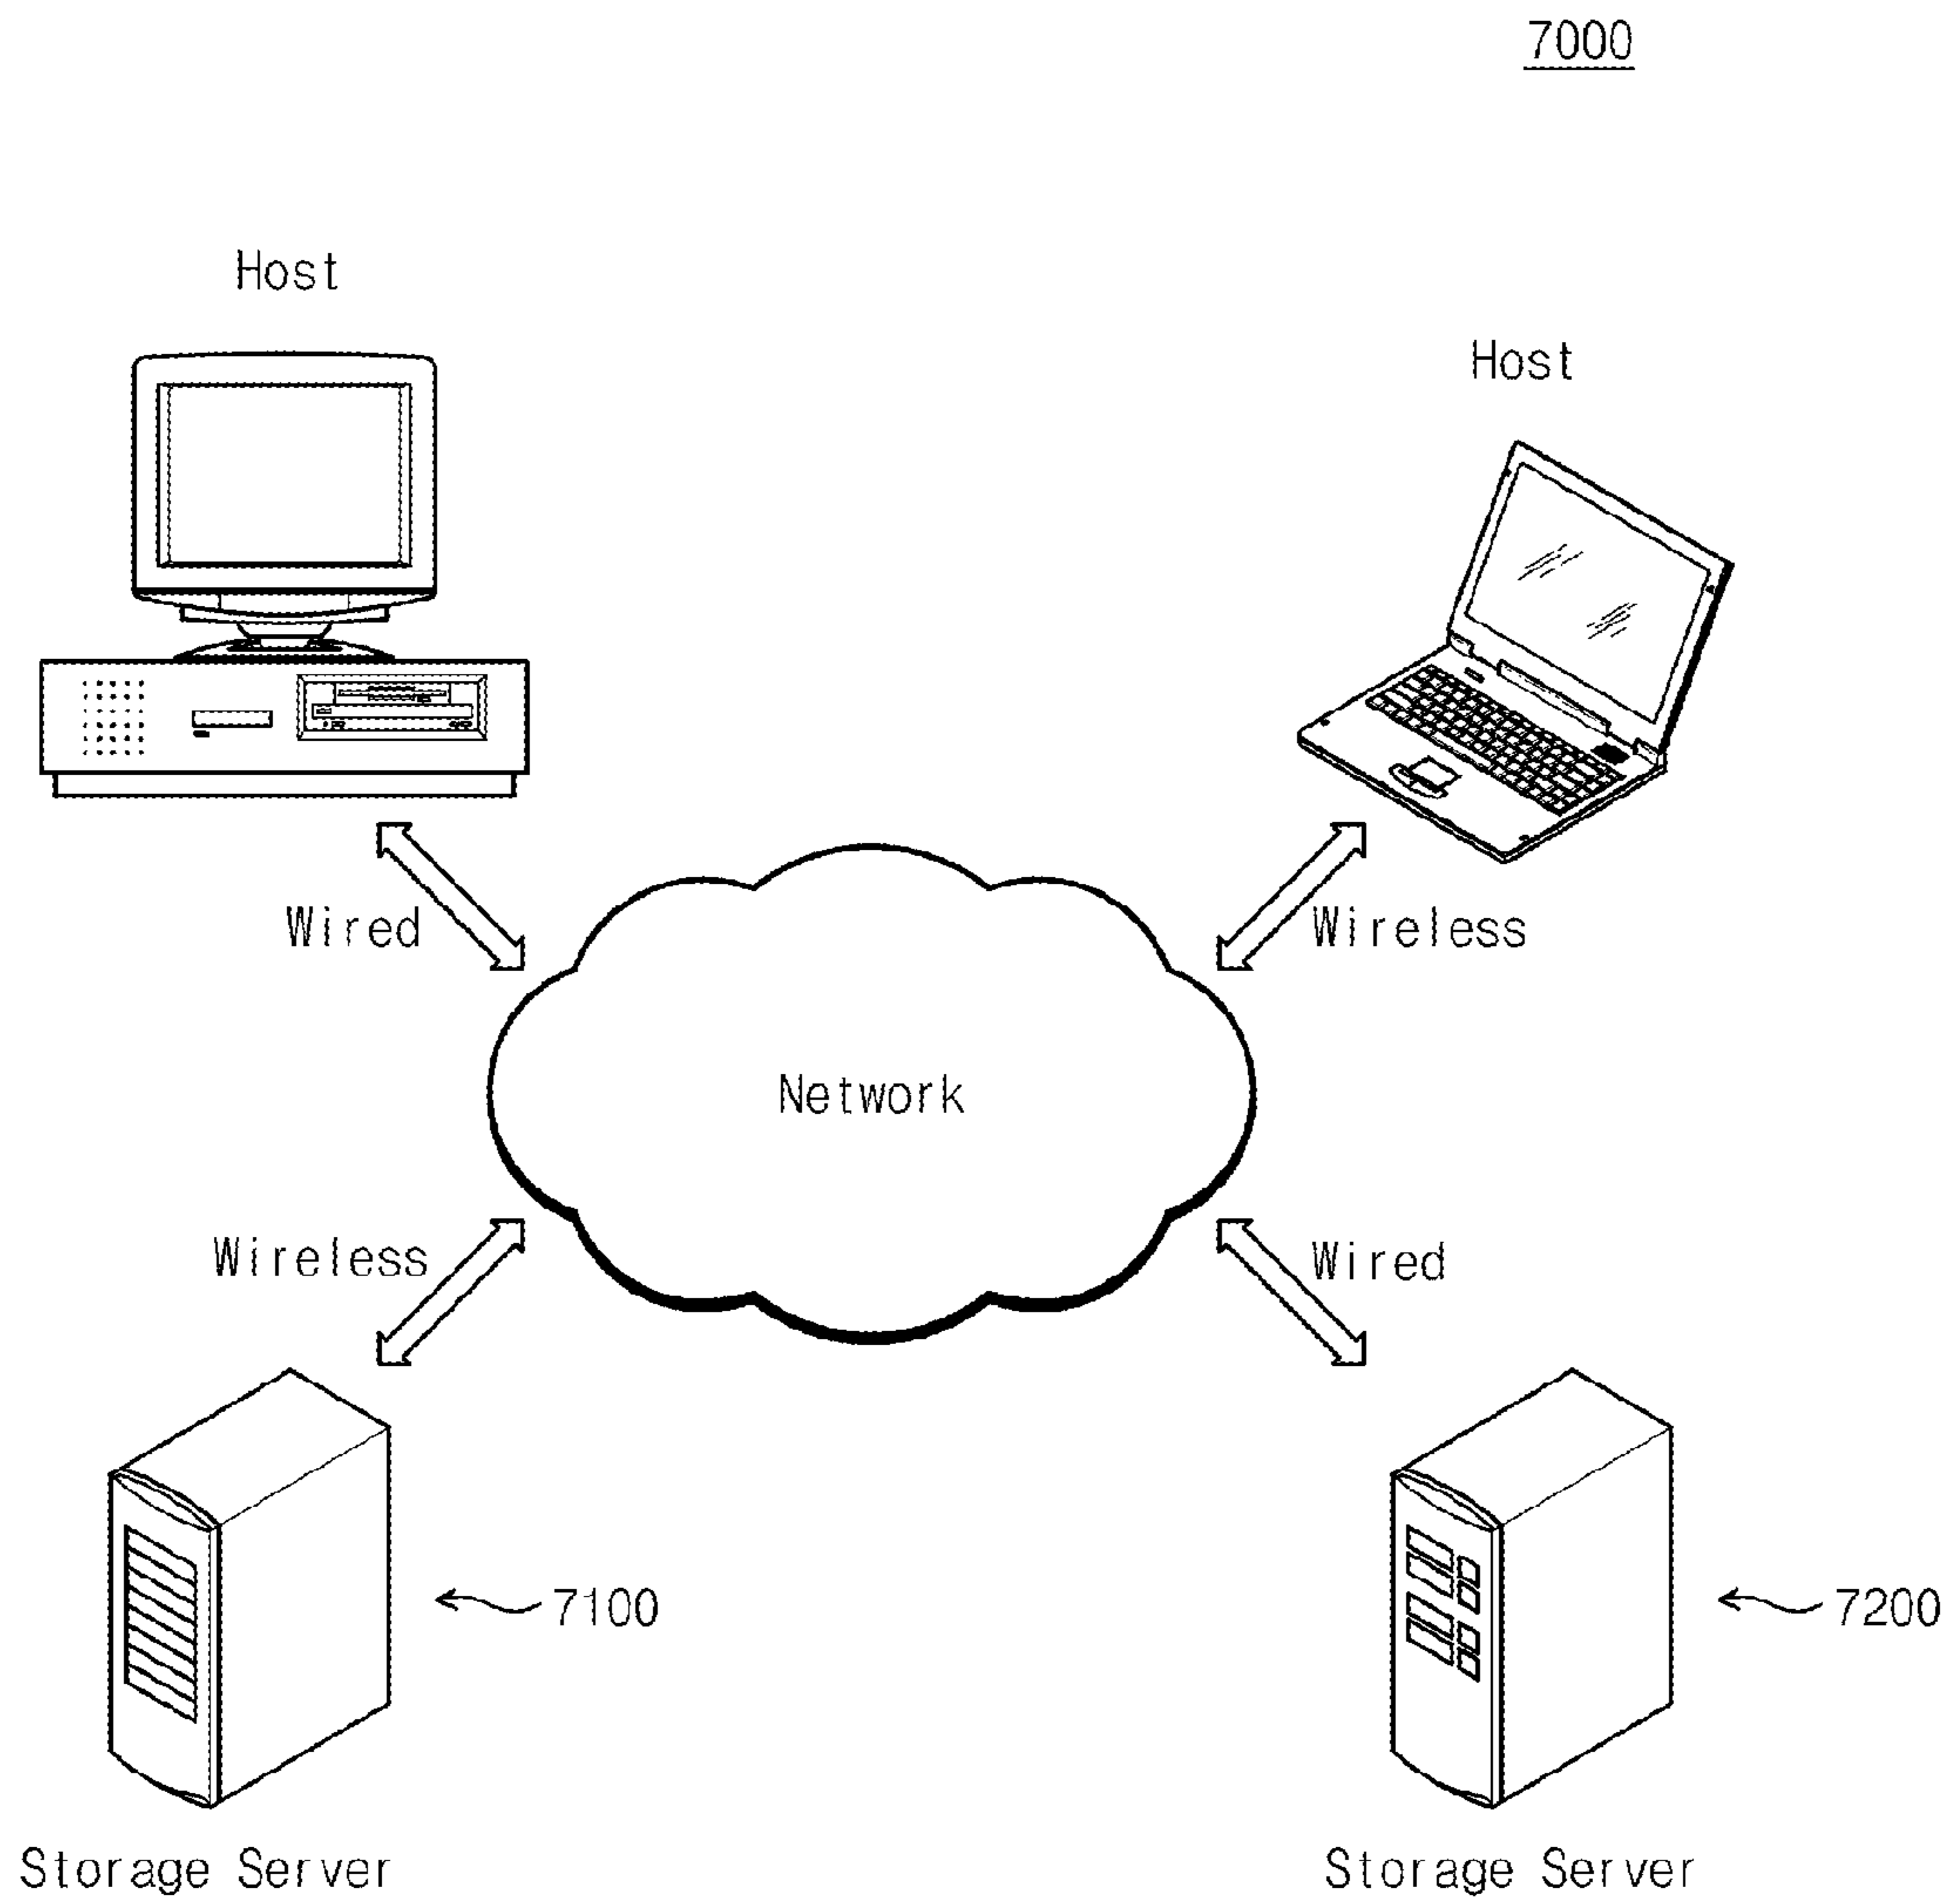 7000
Host
Host
Wired
Wireless
Network
Wireless
Wired
7100
7200
Storage Server
Storage Server